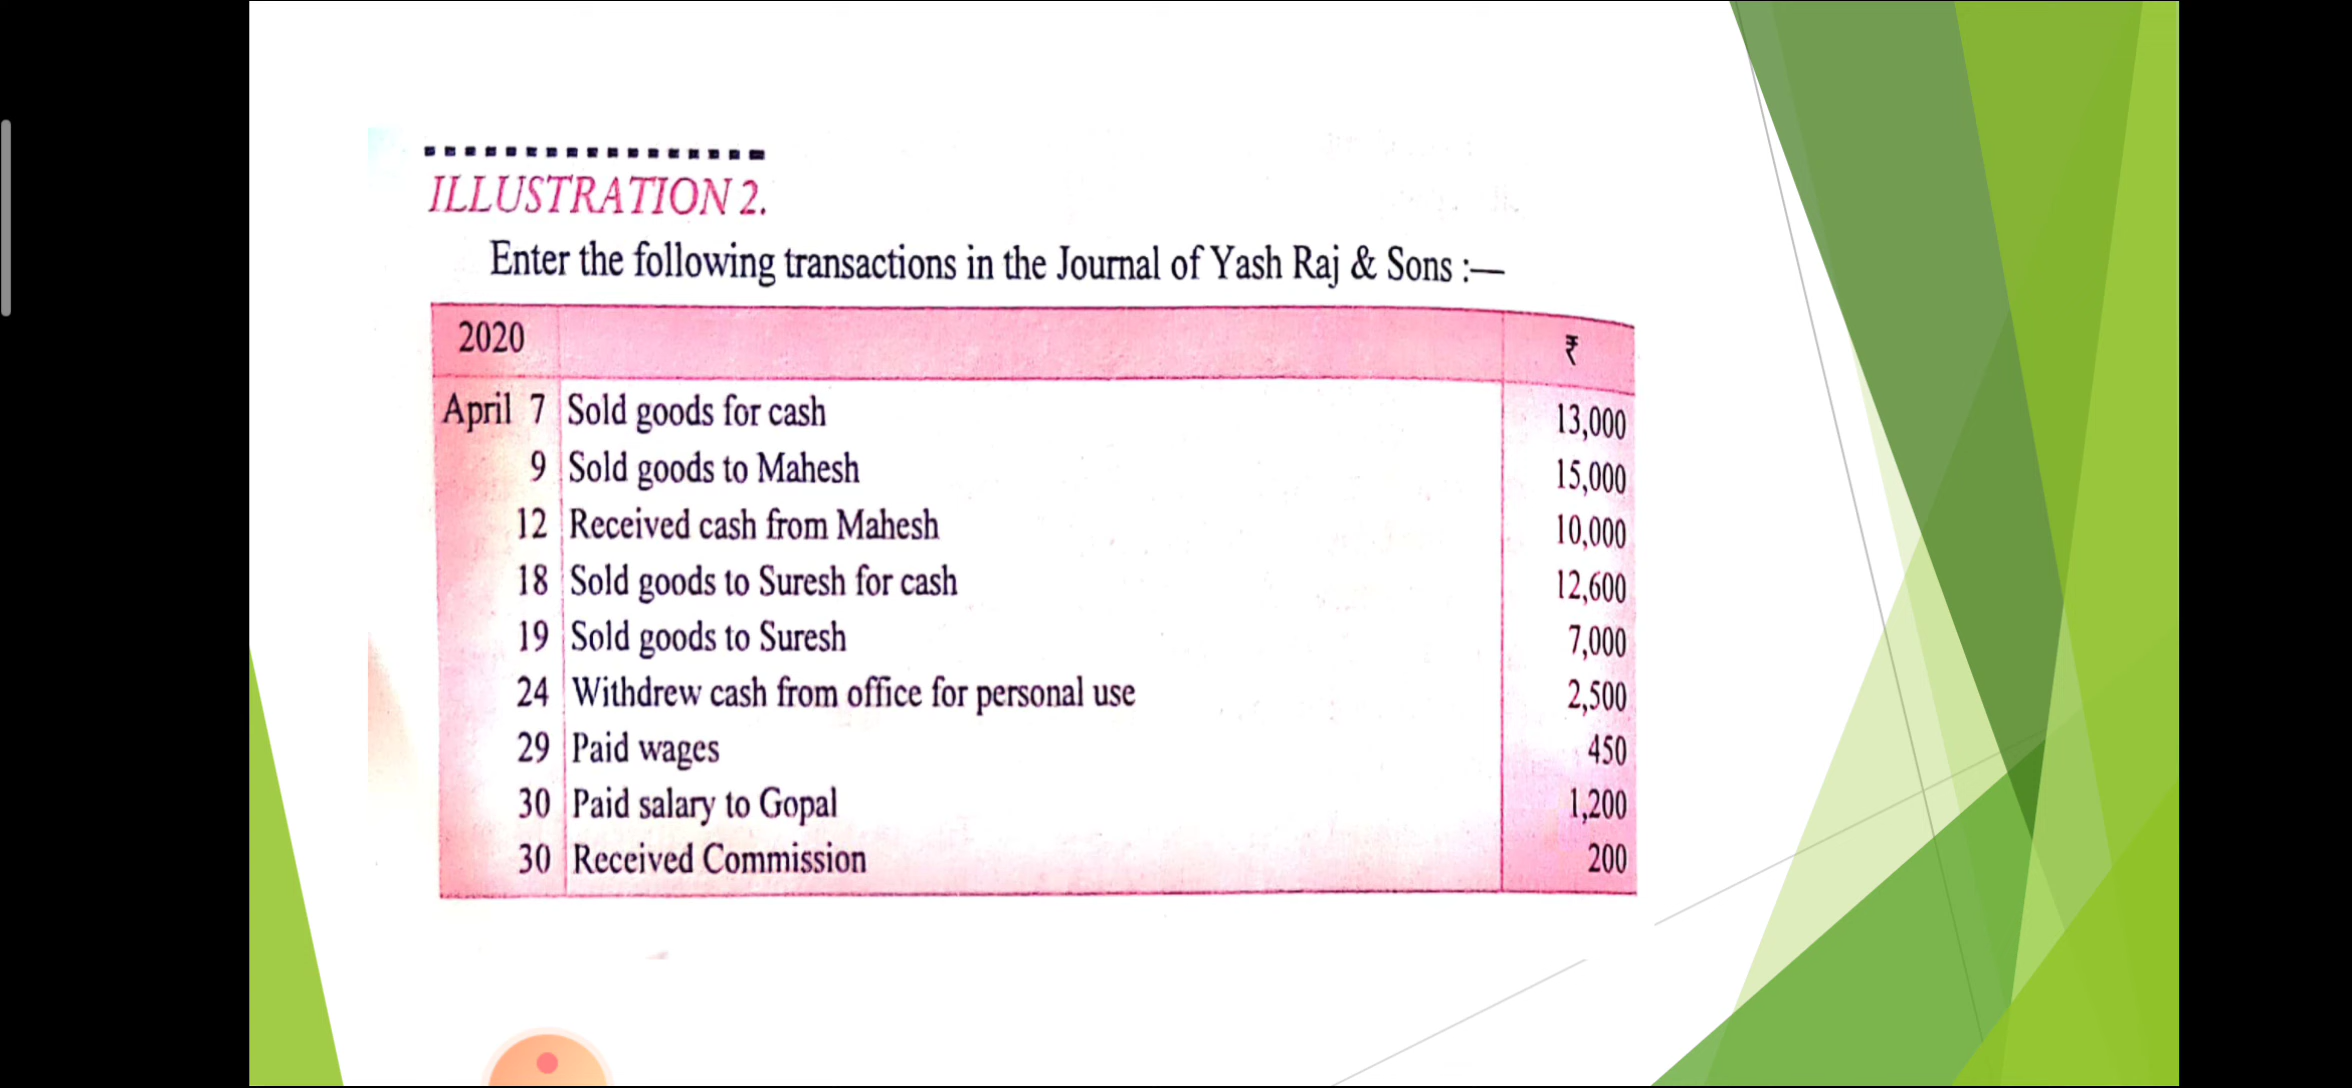 ILLUSTRATION 2.
Enter the following transactions in the Journal of Yash Raj & Sons :—
2020 ₹
April 7 Sold goods for cash 13,000
9 Sold goods to Mahesh 15,000
12 Received cash from Mahesh 10,000
18 Sold goods to Suresh for cash 12,600
19 Sold goods to Suresh 7,000
24 Withdrew cash from office for personal use 2,500
29 Paid wages 450
30 Paid salary to Gopal 1,200
30 Received Commission 200